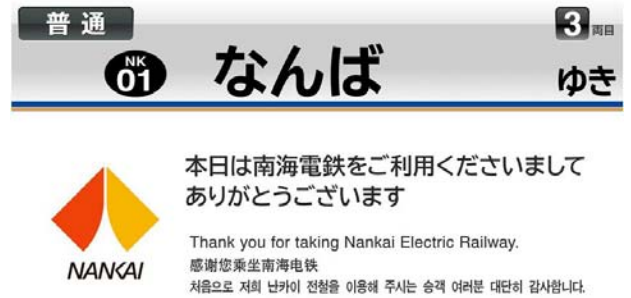 普通
3 両目
NK
01
なんば
ゆき
本日は南海電鉄をご利用くださいまして
ありがとうございます
NANKAI
Thank you for taking Nankai Electric Railway.
感谢您乘坐南海电铁
처음으로 저희 난카이 전철을 이용해 주시는 승객 여러분 대단히 감사합니다.